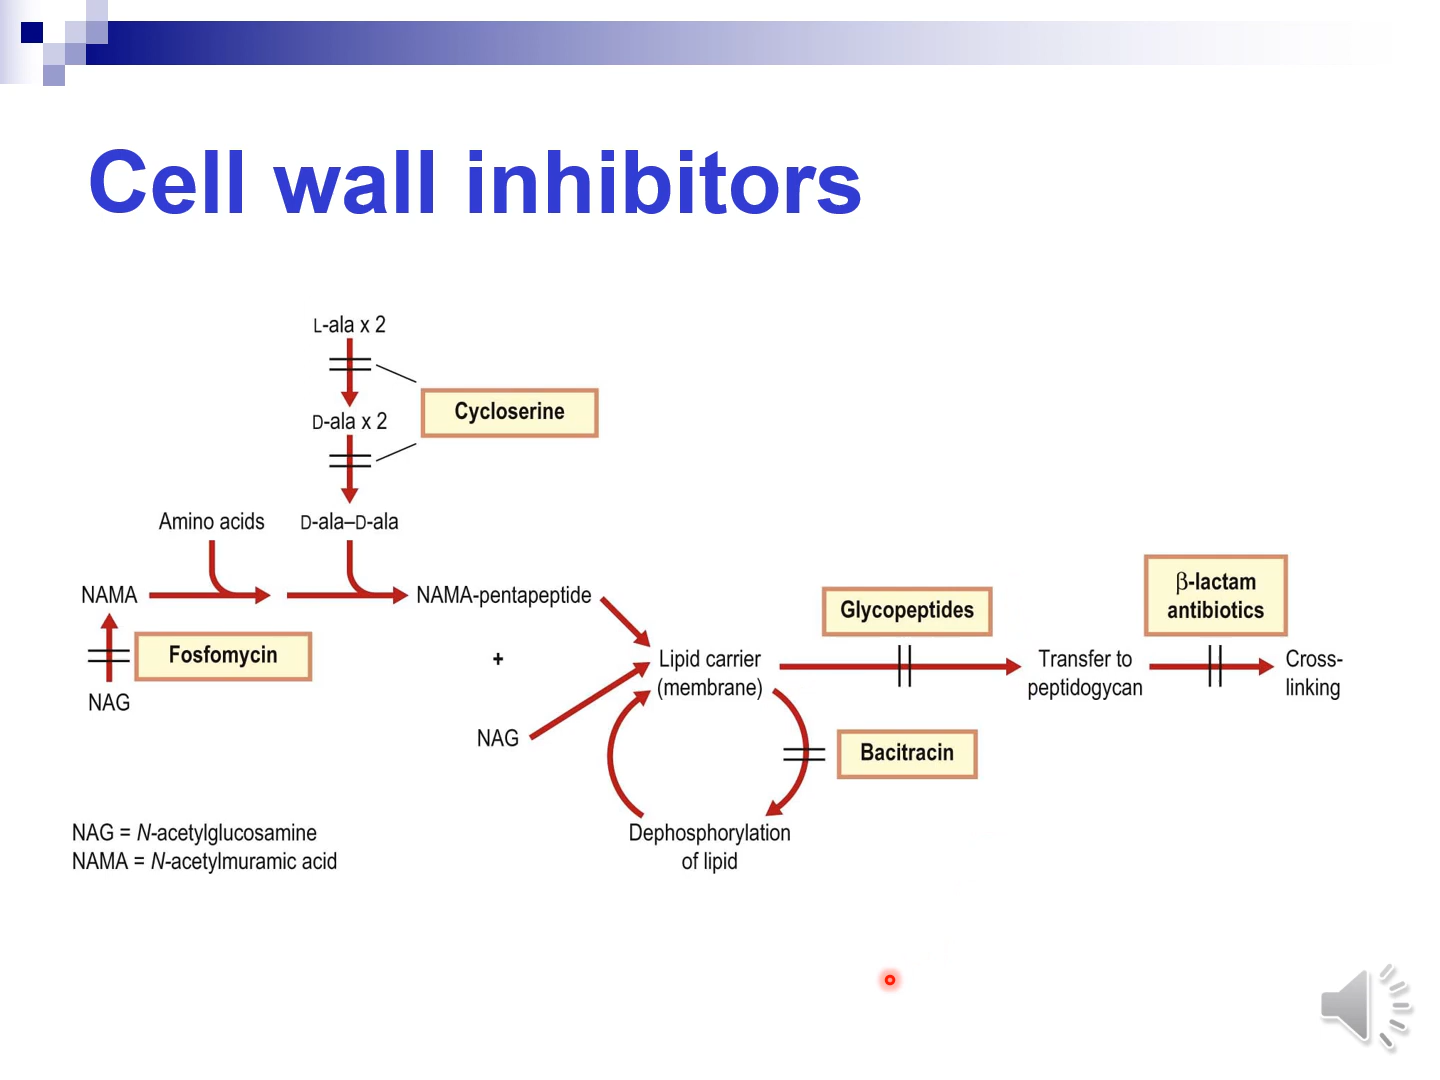 Cell wall inhibitors
L-ala x 2
D-ala x 2
Cycloserine
Amino acids
D-ala–D-ala
NAMA
NAMA-pentapeptide
Fosfomycin
NAG
+
NAG
Lipid carrier
(membrane)
Glycopeptides
Transfer to
peptidogycan
β-lactam
antibiotics
Cross-
linking
Bacitracin
Dephosphorylation
of lipid
NAG = N-acetylglucosamine
NAMA = N-acetylmuramic acid